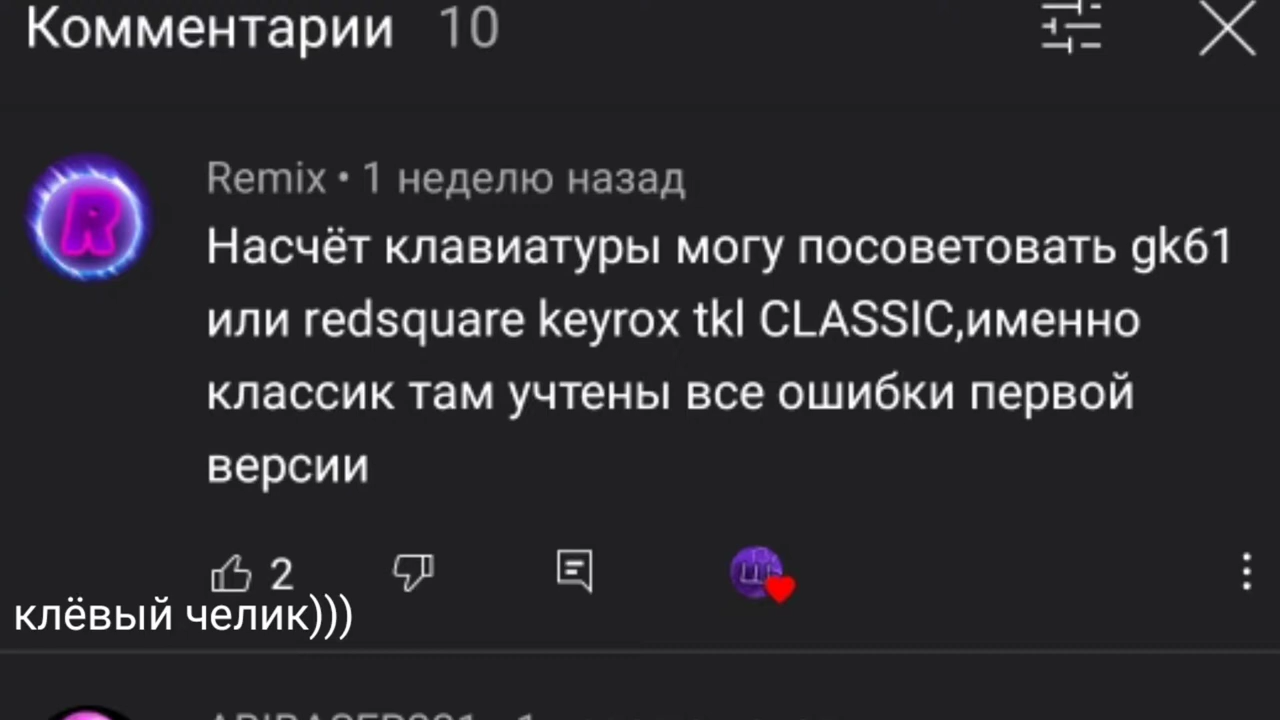 Комментарии 10
Remix • 1 неделю назад
Насчёт клавиатуры могу посоветовать gk61
или redsquare keyrox tkl CLASSIC,именно
классик там учтены все ошибки первой
версии
2
клёвый челик)))